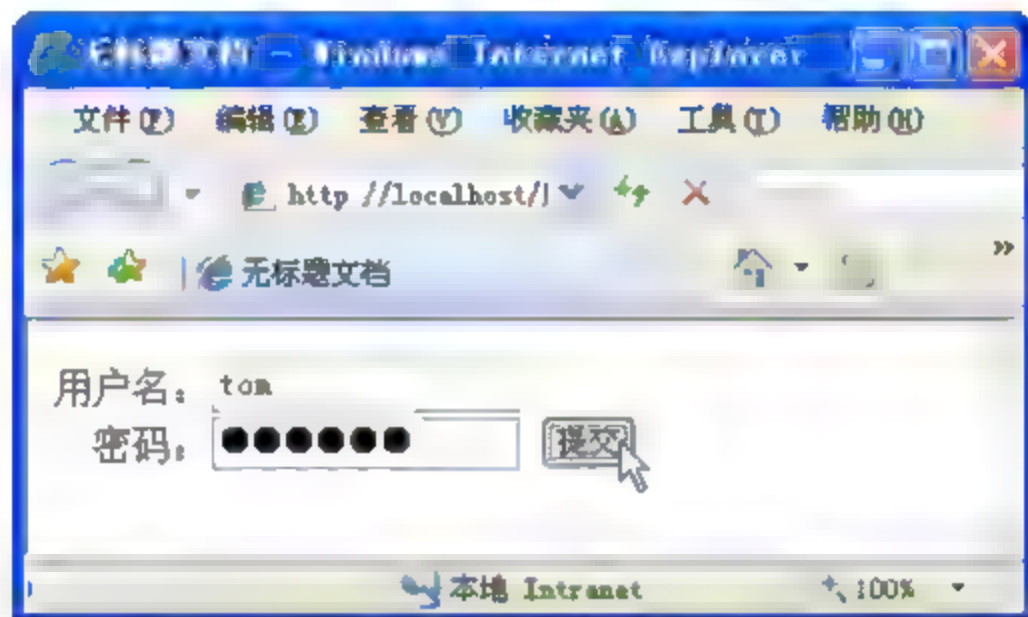 无标题文档 - Windows Internet Explorer
文件(F) 编辑(E) 查看(V) 收藏夹(A) 工具(T) 帮助(H)
http //localhost/
无标题文档
»
用户名： tom
密码： ●●●●●● 提交
本地 Intranet 100%